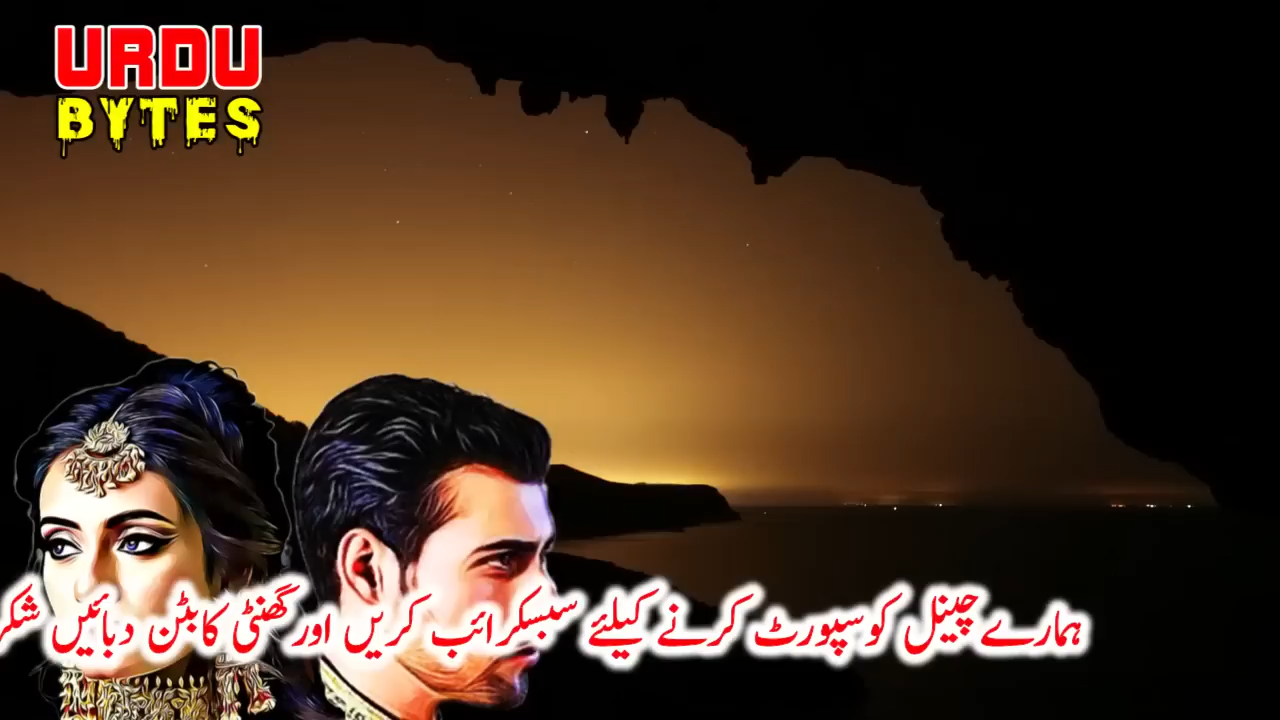 URDU
BYTES
ہمارے چینل کو سپورٹ کرنے کیلئے سبسکرائب کریں اور گھنٹی کا بٹن دبائیں